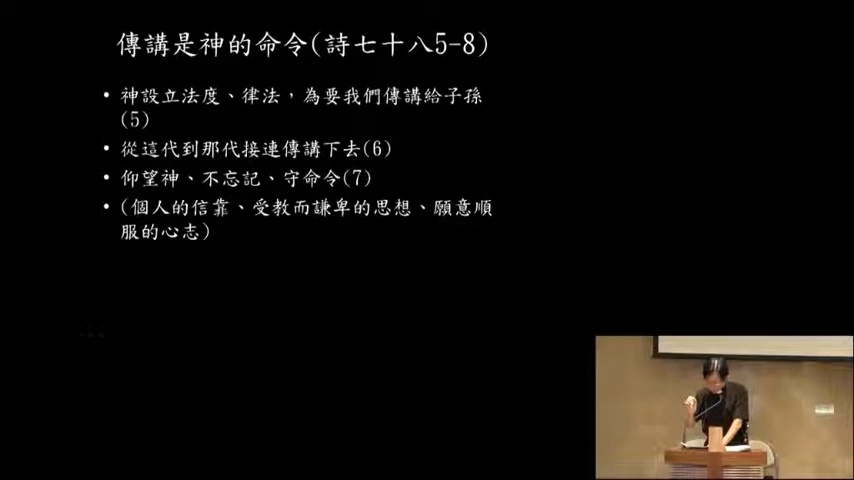 傳講是神的命令(詩七十八5-8)
• 神設立法度、律法，為要我們傳講給子孫
(5)
• 從這代到那代接連傳講下去(6)
• 仰望神、不忘記、守命令(7)
• (個人的信靠、受教而謙卑的思想、願意順
服的心志)